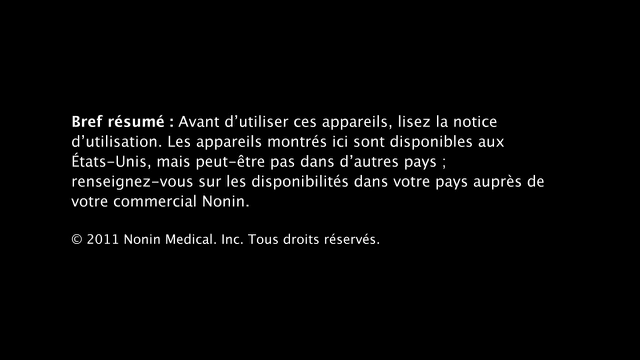 Bref résumé : Avant d’utiliser ces appareils, lisez la notice
d’utilisation. Les appareils montrés ici sont disponibles aux
États-Unis, mais peut-être pas dans d’autres pays ;
renseignez-vous sur les disponibilités dans votre pays auprès de
votre commercial Nonin.
© 2011 Nonin Medical. Inc. Tous droits réservés.